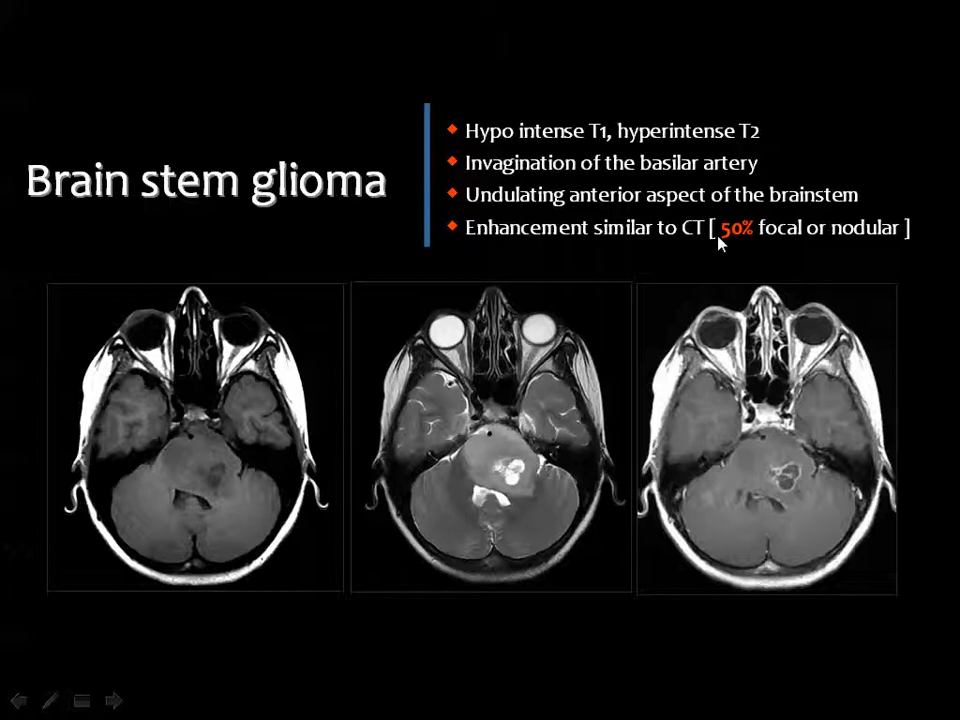 Brain stem glioma
Hypo intense T1, hyperintense T2
Invagination of the basilar artery
Undulating anterior aspect of the brainstem
Enhancement similar to CT [ 50% focal or nodular ]